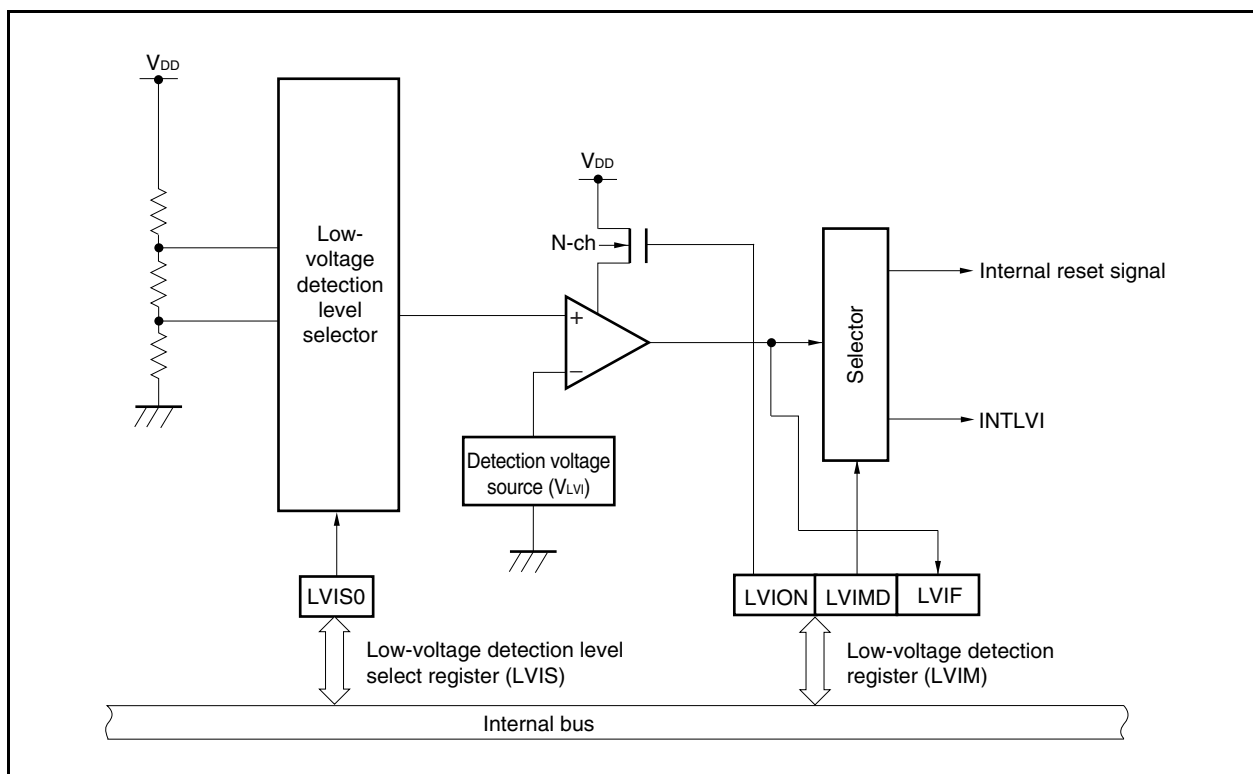 VDD
Low-
voltage
detection
level
selector
VDD
N-ch
+
−
Detection voltage
source (VLVI)
Selector
Internal reset signal
INTLVI
LVIS0
LVION
LVIMD
LVIF
Low-voltage detection level
select register (LVIS)
Low-voltage detection
register (LVIM)
Internal bus